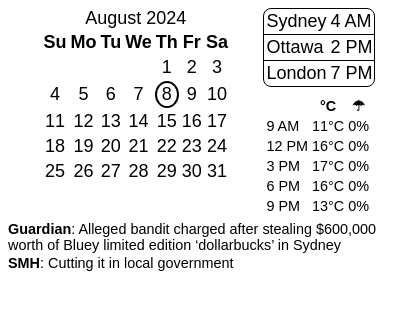 August 2024
Su Mo Tu We Th Fr Sa
1 2 3
4 5 6 7 8 9 10
11 12 13 14 15 16 17
18 19 20 21 22 23 24
25 26 27 28 29 30 31
Sydney 4 AM
Ottawa 2 PM
London 7 PM
°C ☂
9 AM 11°C 0%
12 PM 16°C 0%
3 PM 17°C 0%
6 PM 16°C 0%
9 PM 13°C 0%
Guardian: Alleged bandit charged after stealing $600,000
worth of Bluey limited edition ‘dollarbucks’ in Sydney
SMH: Cutting it in local government